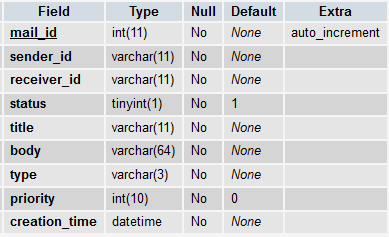 Field Type Null Default Extra
mail_id int(11) No None auto_increment
sender_id varchar(11) No None
receiver_id varchar(11) No None
status tinyint(1) No 1
title varchar(11) No None
body varchar(64) No None
type varchar(3) No None
priority int(10) No 0
creation_time datetime No None